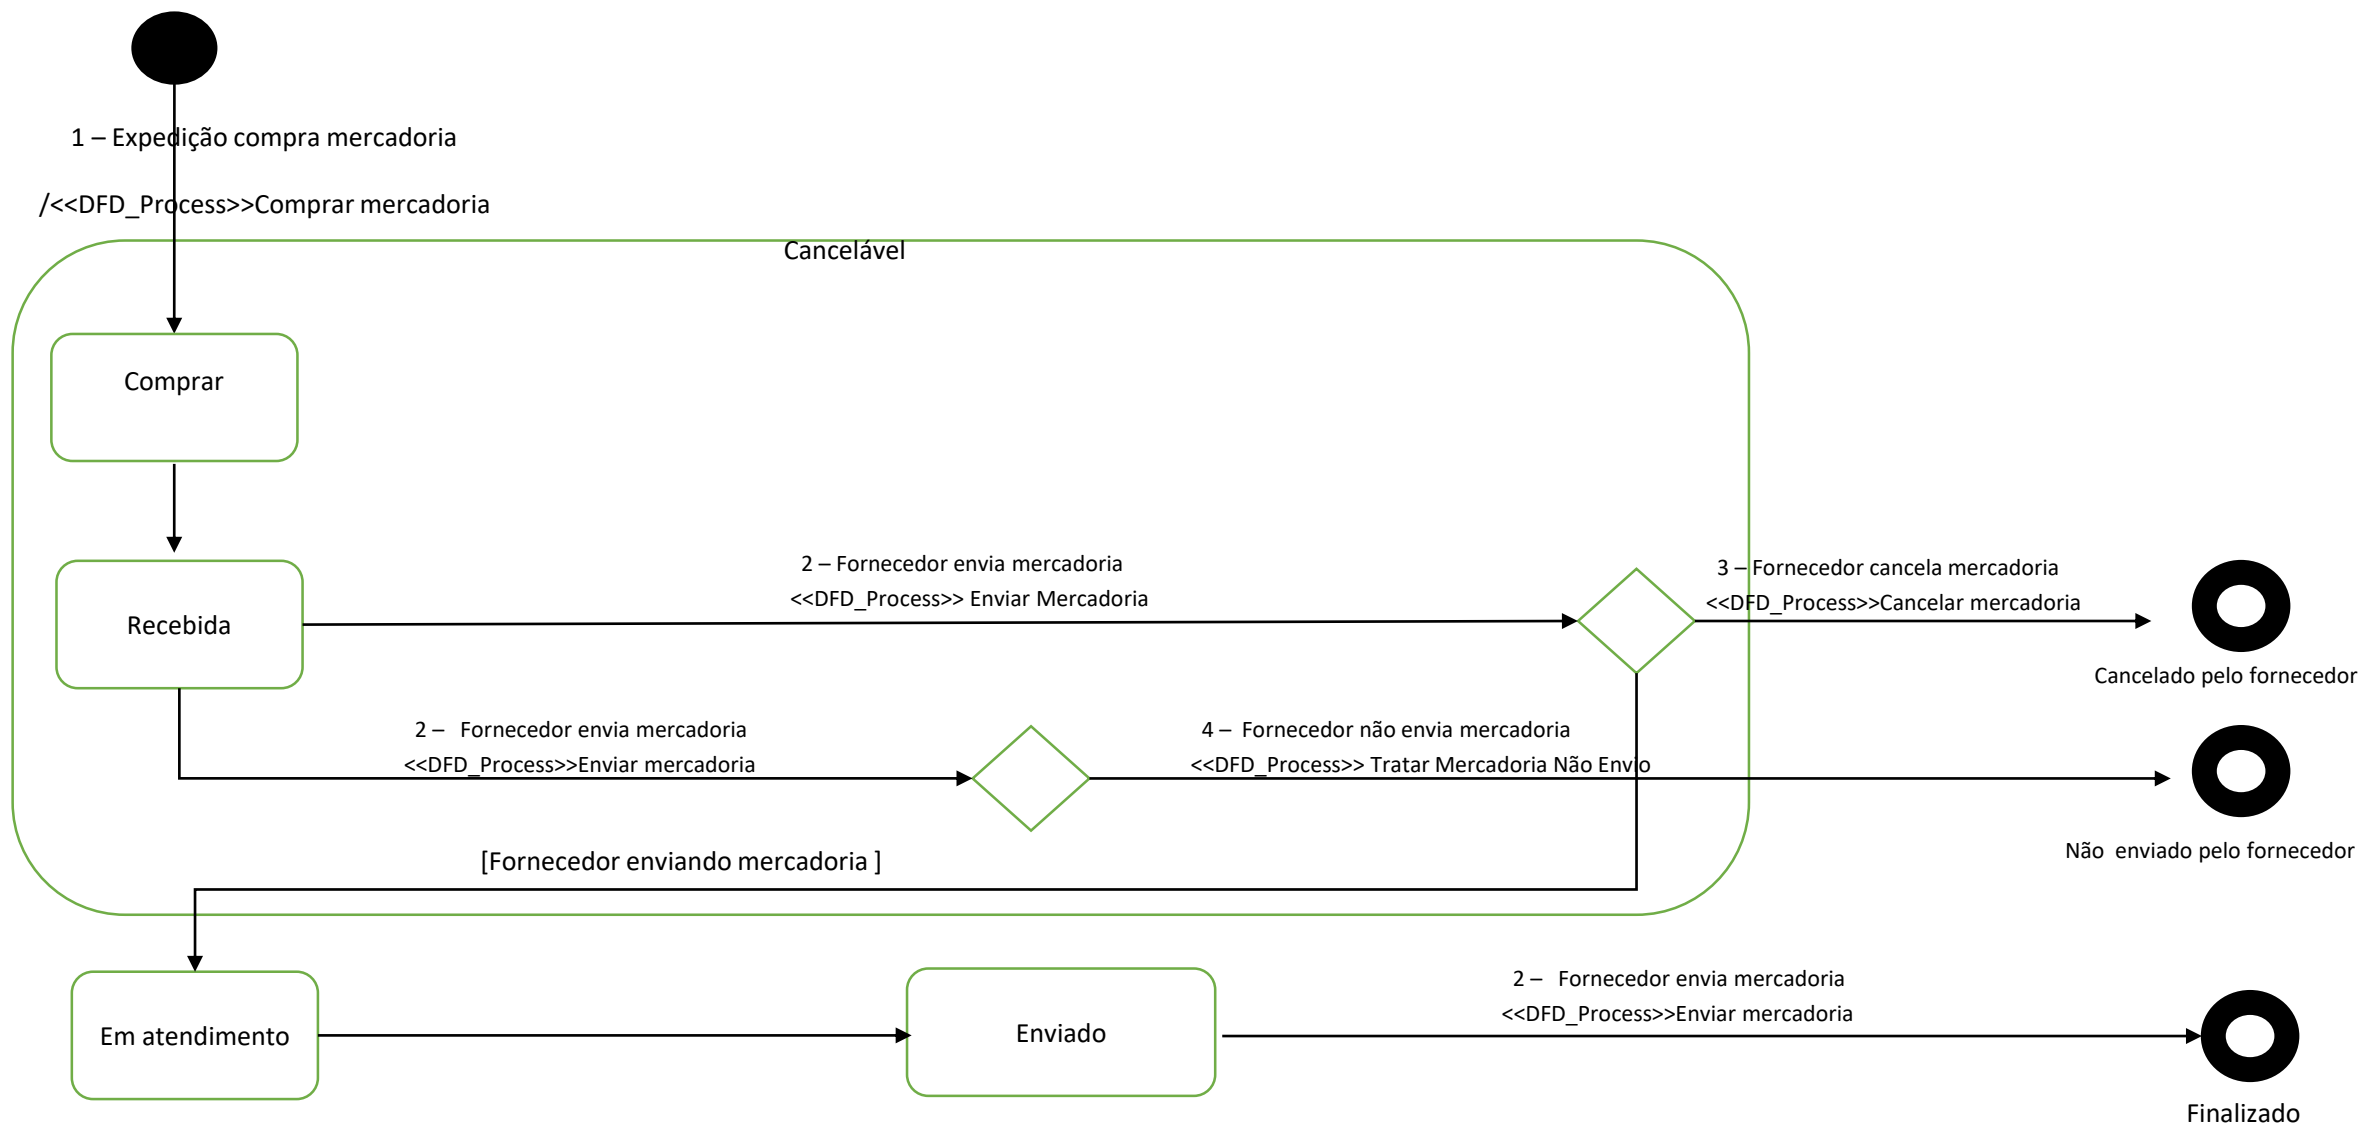 1 – Expedição compra mercadoria
/<<DFD_Process>>Comprar mercadoria
Cancelável
Comprar
2 – Fornecedor envia mercadoria
<<DFD_Process>> Enviar Mercadoria
3 – Fornecedor cancela mercadoria
<<DFD_Process>>Cancelar mercadoria
Recebida
Cancelado pelo fornecedor
2 – Fornecedor envia mercadoria
<<DFD_Process>>Enviar mercadoria
4 – Fornecedor não envia mercadoria
<<DFD_Process>> Tratar Mercadoria Não Envio
Não enviado pelo fornecedor
[Fornecedor enviando mercadoria ]
Em atendimento
Enviado
2 – Fornecedor envia mercadoria
<<DFD_Process>>Enviar mercadoria
Finalizado